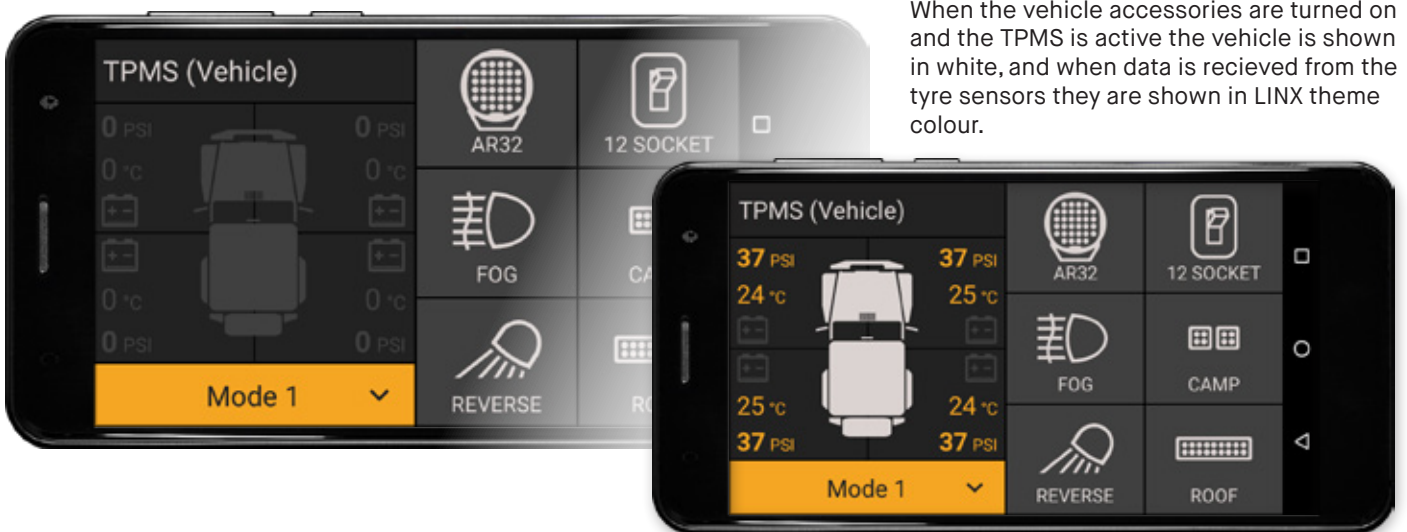 When the vehicle accessories are turned on
and the TPMS is active the vehicle is shown
in white, and when data is recieved from the
tyre sensors they are shown in LINX theme
colour.
TPMS (Vehicle)
0 PSI
0 PSI
0 °C
0 °C
0 °C
0 °C
0 PSI
0 PSI
Mode 1
AR32
12 SOCKET
FOG
REVERSE
TPMS (Vehicle)
37 PSI
37 PSI
24 °C
25 °C
25 °C
24 °C
37 PSI
37 PSI
Mode 1
AR32
12 SOCKET
FOG
CAMP
REVERSE
ROOF